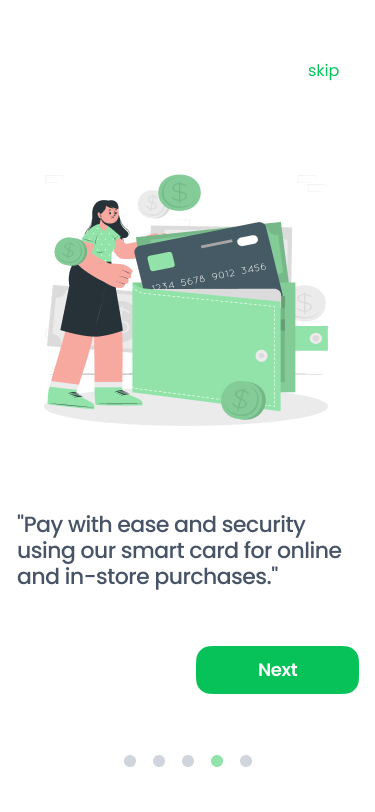 skip
1234 5678 9012 3456
"Pay with ease and security
using our smart card for online
and in-store purchases."
Next